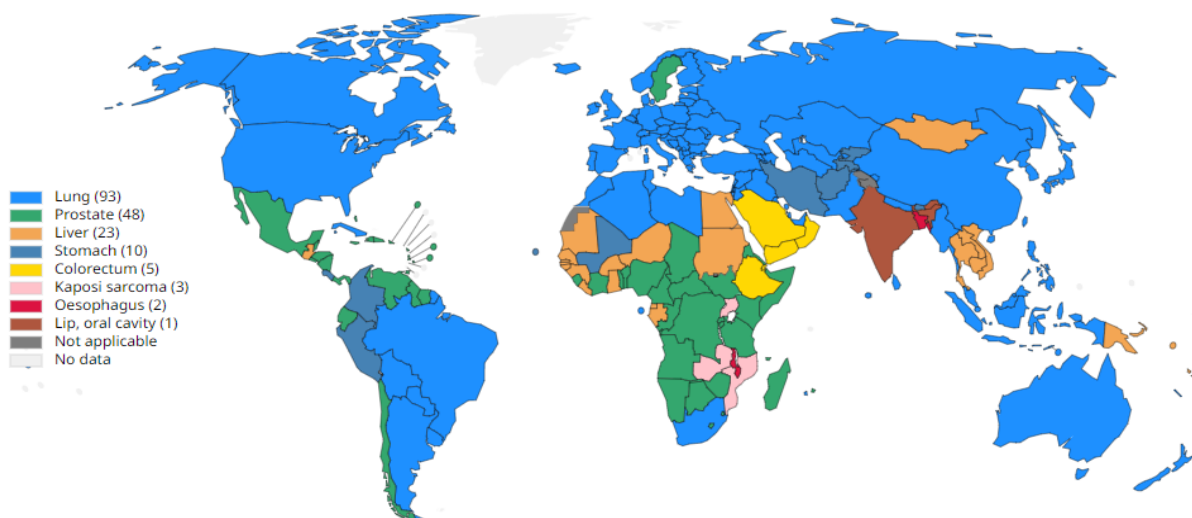 Lung (93)
Prostate (48)
Liver (23)
Stomach (10)
Colorectum (5)
Kaposi sarcoma (3)
Oesophagus (2)
Lip, oral cavity (1)
Not applicable
No data